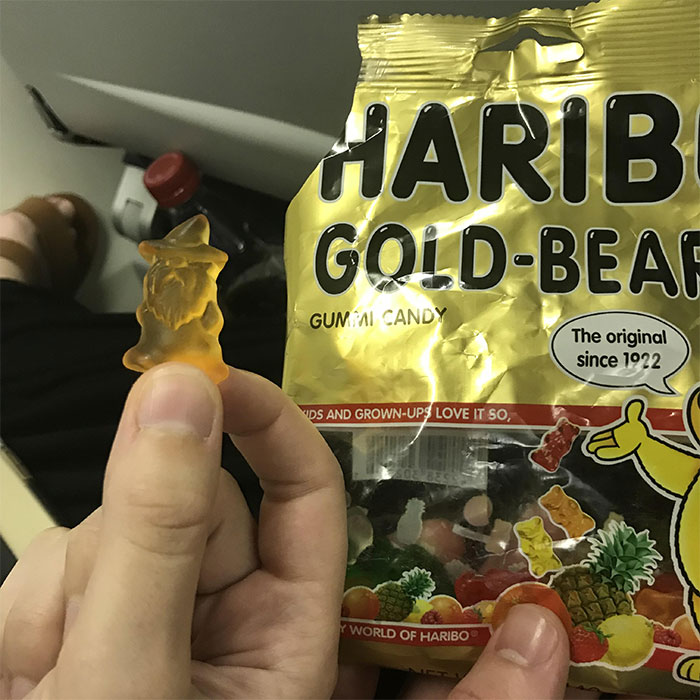 HARIB
GOLD-BEAR
GUMMI CANDY
The original
since 1922
KIDS AND GROWN-UPS LOVE IT SO,
Y WORLD OF HARIBO®
NET